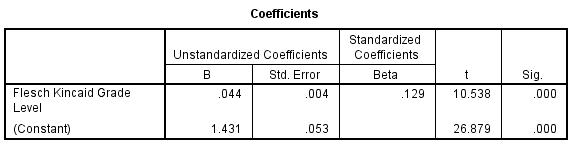 Coefficients
Unstandardized Coefficients
Standardized
Coefficients
B Std. Error Beta t Sig.
Flesch Kincaid Grade
Level .044 .004 .129 10.538 .000
(Constant) 1.431 .053 26.879 .000